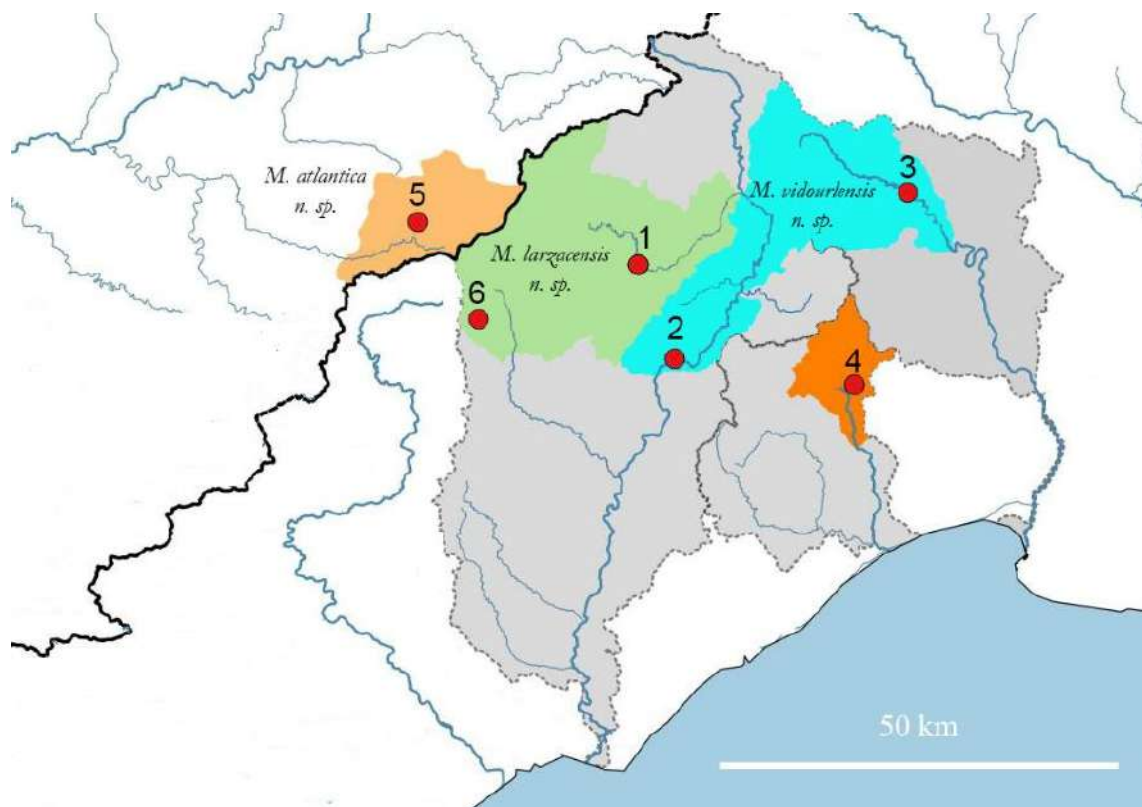 M. atlantica
n. sp.
5
3
M. vidourlensis
n. sp.
1
M. larzacensis
n. sp.
6
2
4
50 km